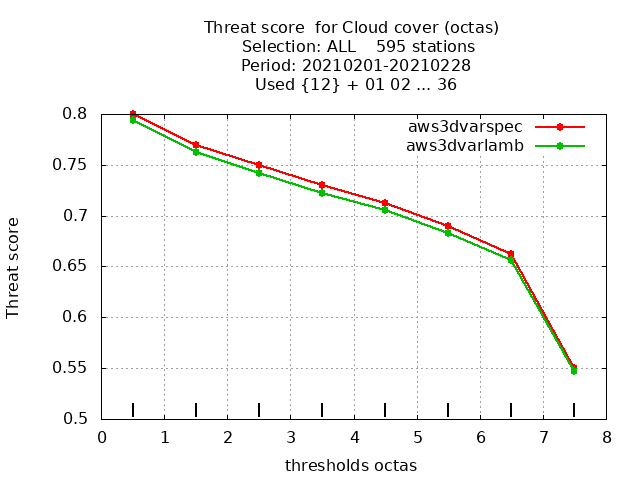 Threat score  for Cloud cover (octas)
Selection: ALL    595 stations
Period: 20210201-20210228
Used {12} + 01 02 ... 36
aws3dvarspec
aws3dvarlamb
Threat score
0.8
0.75
0.7
0.65
0.6
0.55
0.5
0 1 2 3 4 5 6 7 8
thresholds octas